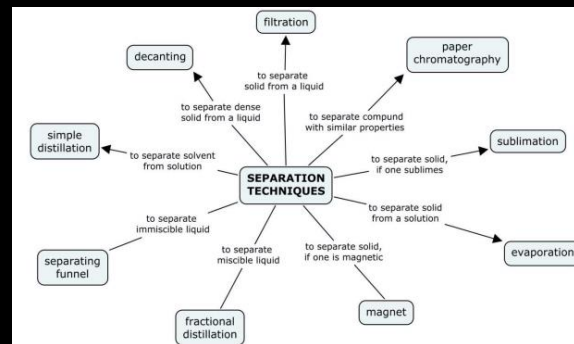 filtration
decanting
paper
chromatography
to separate
solid from a liquid
to separate dense
solid from a liquid
to separate compund
with similar properties
simple
distillation
to separate solvent
from solution
to separate solid,
if one sublimes
sublimation
SEPARATION
TECHNIQUES
to separate
immiscible liquid
to separate
miscible liquid
to separate solid,
if one is magnetic
to separate solid
from a solution
separating
funnel
evaporation
fractional
distillation
magnet